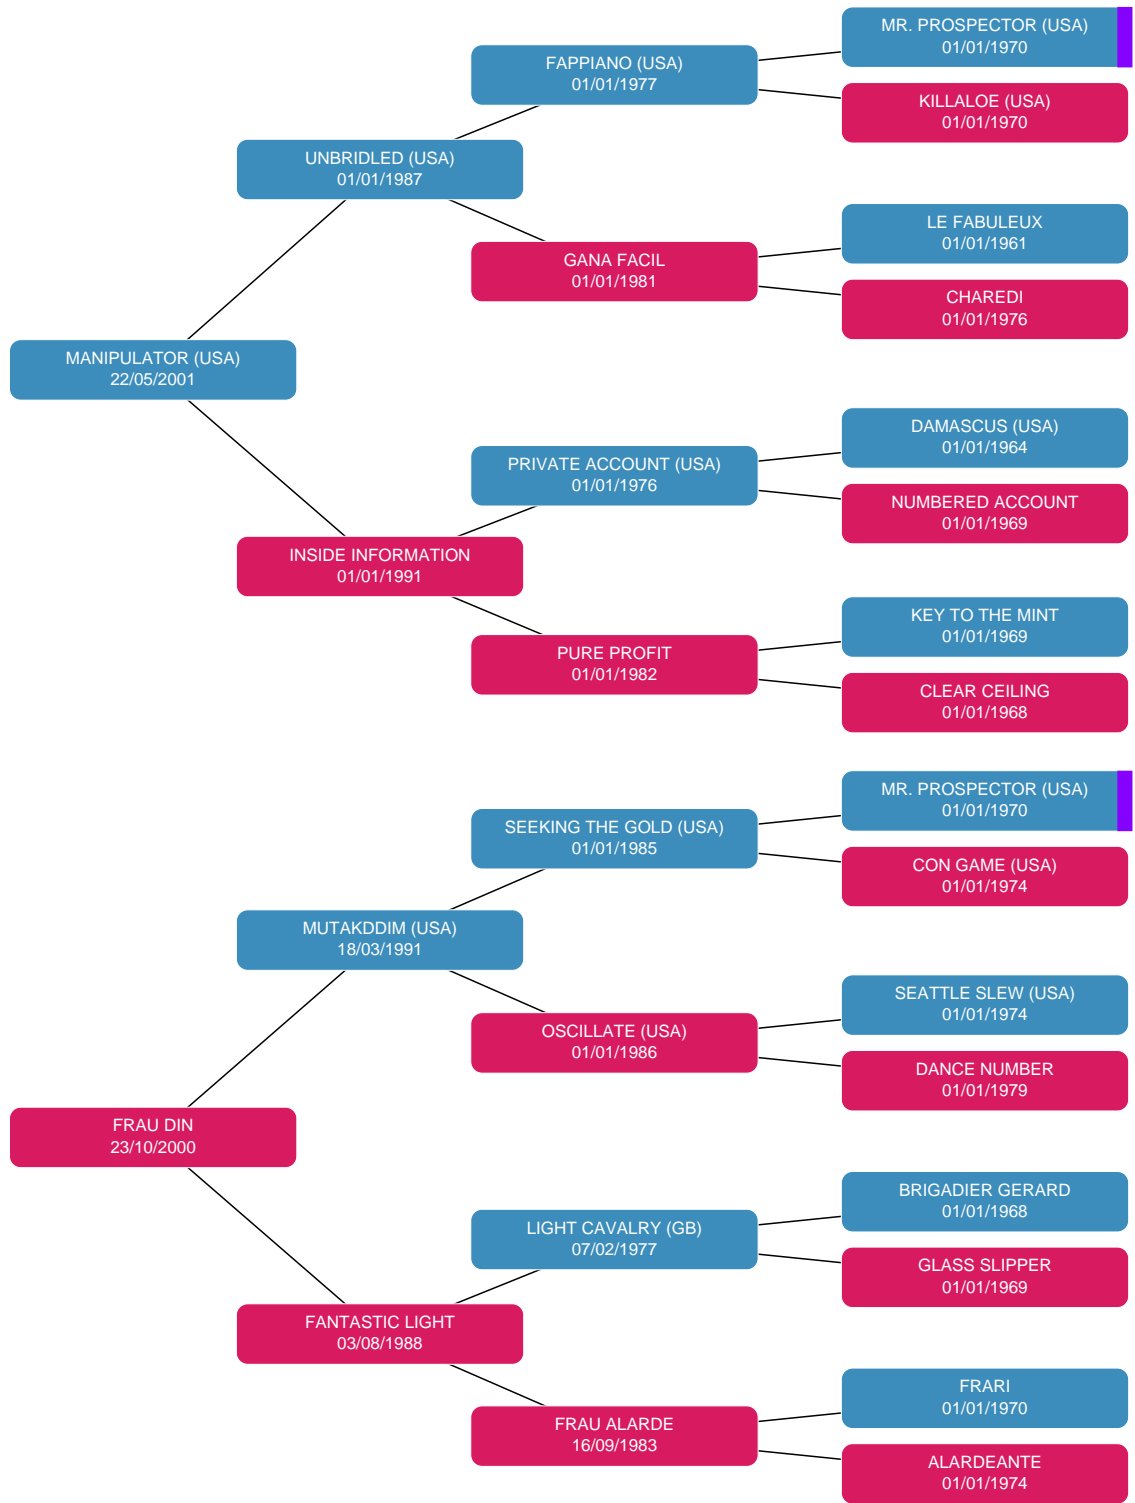 MR. PROSPECTOR (USA)
01/01/1970
FAPPIANO (USA)
01/01/1977
KILLALOE (USA)
01/01/1970
UNBRIDLED (USA)
01/01/1987
LE FABULEUX
01/01/1961
GANA FACIL
01/01/1981
CHAREDI
01/01/1976
MANIPULATOR (USA)
22/05/2001
DAMASCUS (USA)
01/01/1964
PRIVATE ACCOUNT (USA)
01/01/1976
NUMBERED ACCOUNT
01/01/1969
INSIDE INFORMATION
01/01/1991
KEY TO THE MINT
01/01/1969
PURE PROFIT
01/01/1982
CLEAR CEILING
01/01/1968
MR. PROSPECTOR (USA)
01/01/1970
SEEKING THE GOLD (USA)
01/01/1985
CON GAME (USA)
01/01/1974
MUTAKDDIM (USA)
18/03/1991
SEATTLE SLEW (USA)
01/01/1974
OSCILLATE (USA)
01/01/1986
DANCE NUMBER
01/01/1979
FRAU DIN
23/10/2000
BRIGADIER GERARD
01/01/1968
LIGHT CAVALRY (GB)
07/02/1977
GLASS SLIPPER
01/01/1969
FANTASTIC LIGHT
03/08/1988
FRARI
01/01/1970
FRAU ALARDE
16/09/1983
ALARDEANTE
01/01/1974